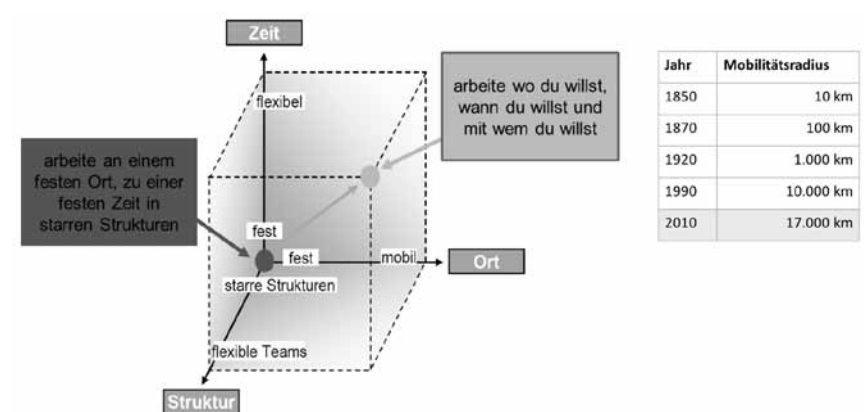 Zeit
flexibel
arbeite wo du willst,
wann du willst und
mit wem du willst
arbeite an einem
festen Ort, zu einer
festen Zeit in
starren Strukturen
fest
fest
mobil
Ort
starre Strukturen
flexible Teams
Struktur
Jahr Mobilitätsradius
1850 10 km
1870 100 km
1920 1.000 km
1990 10.000 km
2010 17.000 km